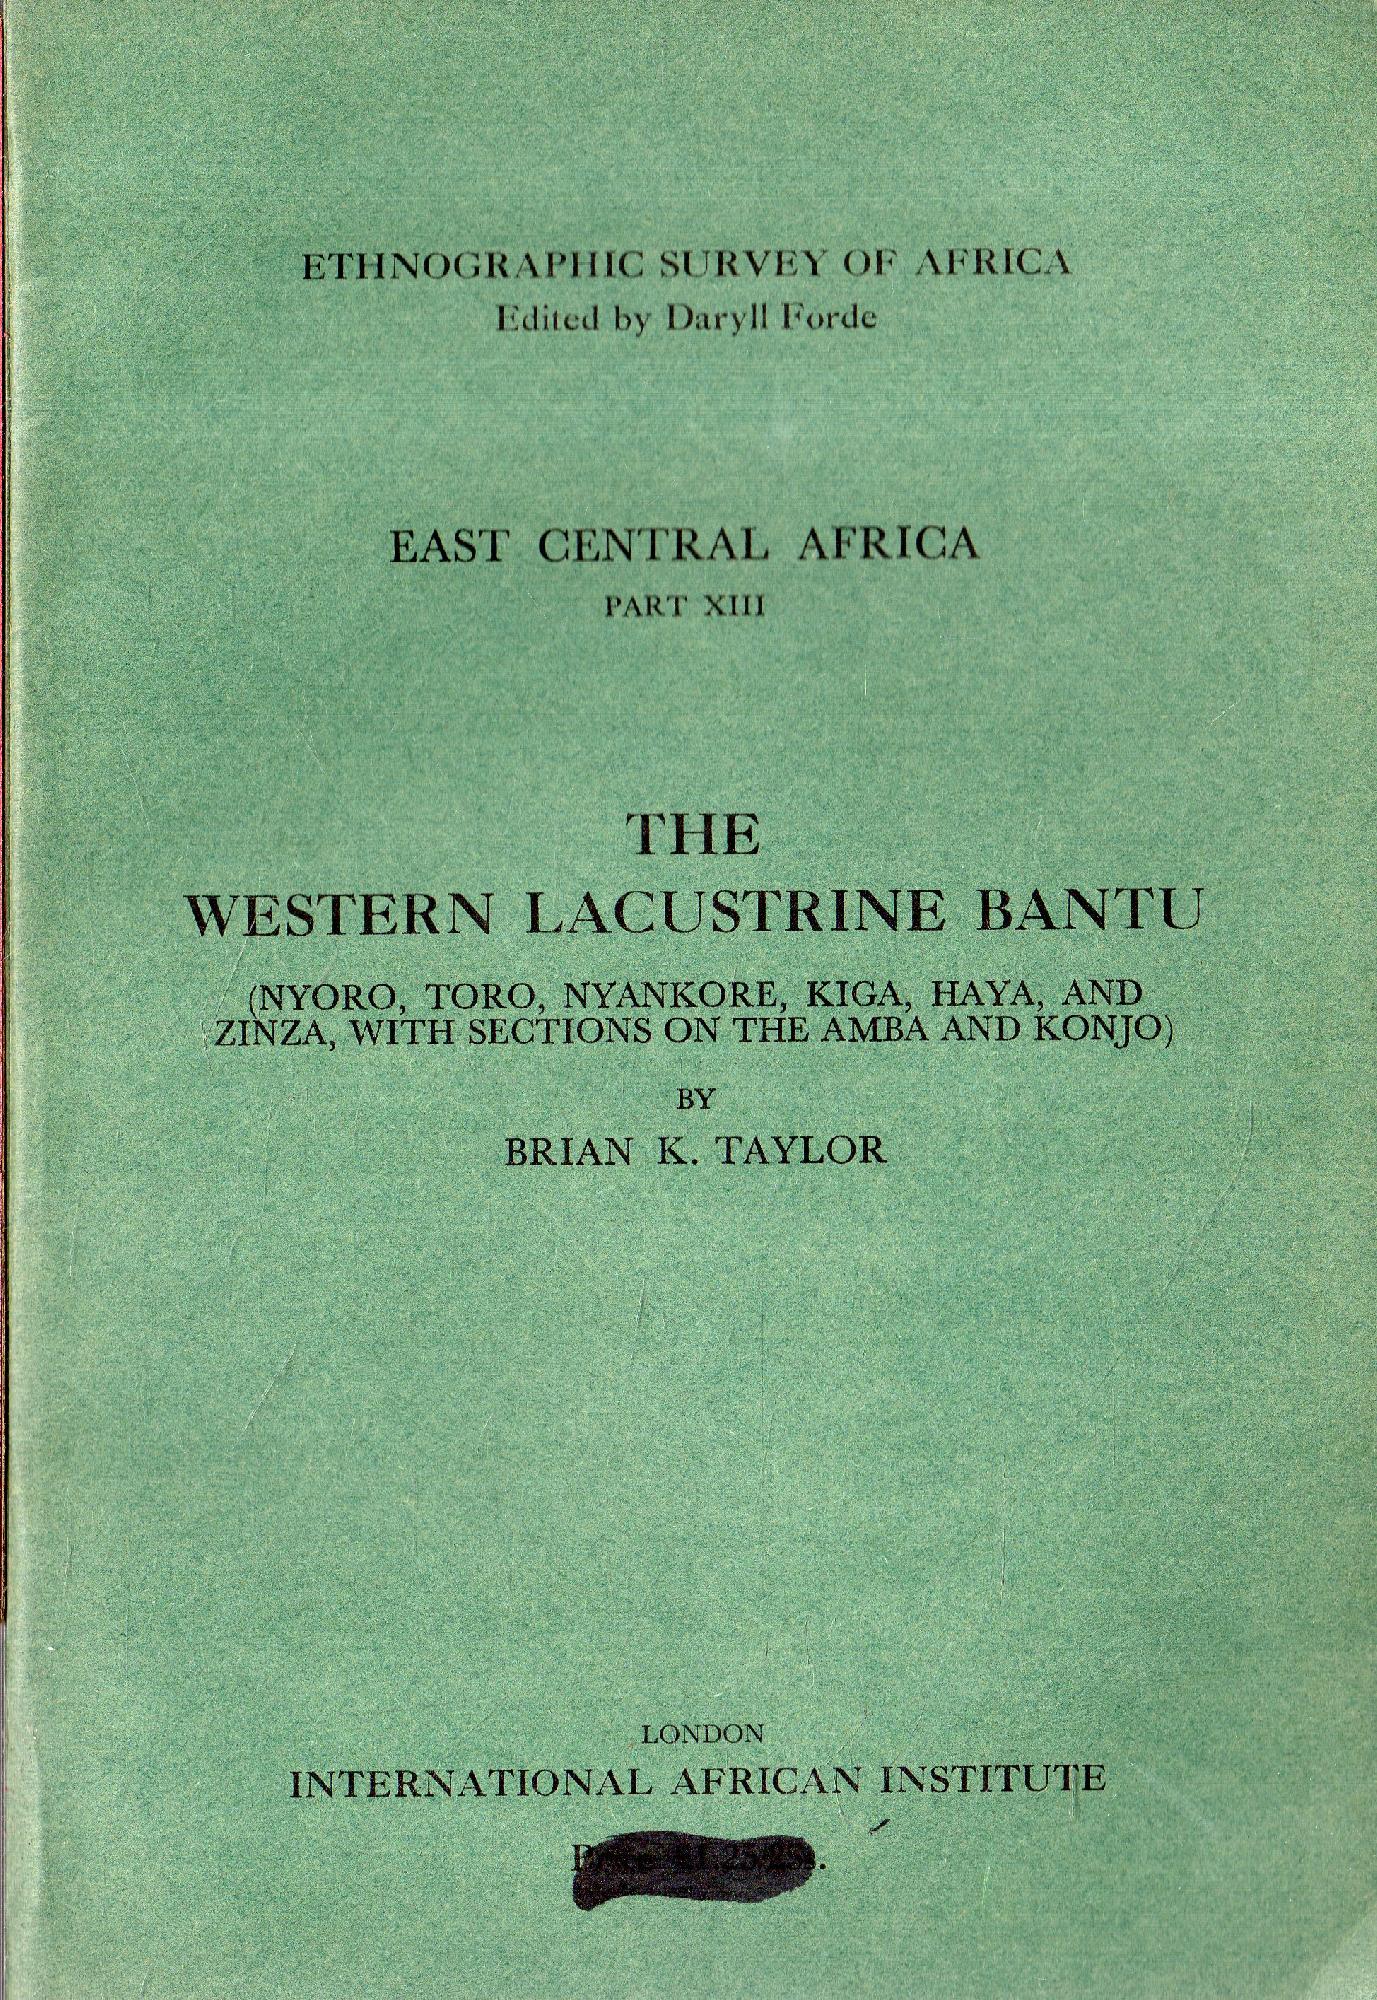 ETHNOGRAPHIC SURVEY OF AFRICA
Edited by Daryll Forde
EAST CENTRAL AFRICA
PART XIII
THE
WESTERN LACUSTRINE BANTU
(NYORO, TORO, NYANKORE, KIGA, HAYA, AND
ZINZA, WITH SECTIONS ON THE AMBA AND KONJO)
BY
BRIAN K. TAYLOR
LONDON
INTERNATIONAL AFRICAN INSTITUTE